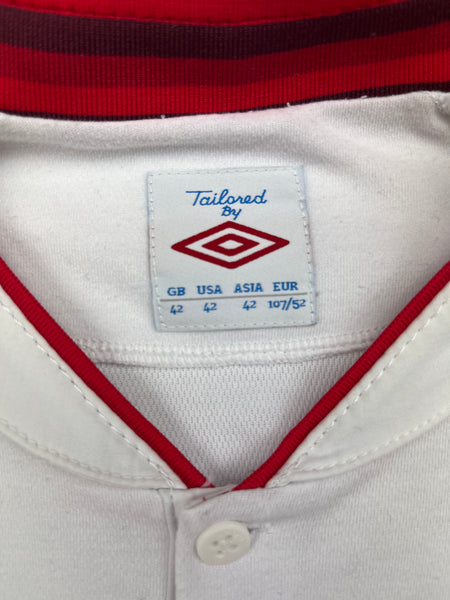 Tailored
By
GB USA ASIA EUR
42 42 42 107/52